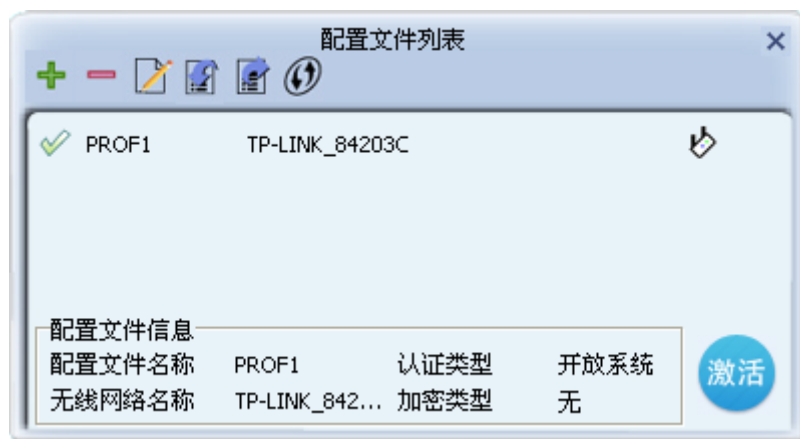 配置文件列表
PROF1 TP-LINK_84203C
配置文件信息
配置文件名称 PROF1 认证类型 开放系统
无线网络名称 TP-LINK_842... 加密类型 无
激活